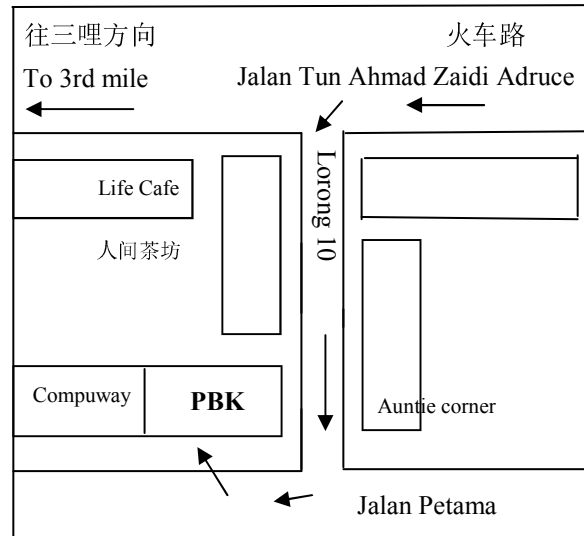 往三哩方向
火车路
To 3rd mile
Jalan Tun Ahmad Zaidi Adruce
Lorong 10
Life Cafe
人间茶坊
Compuway
PBK
Auntie corner
Jalan Petama